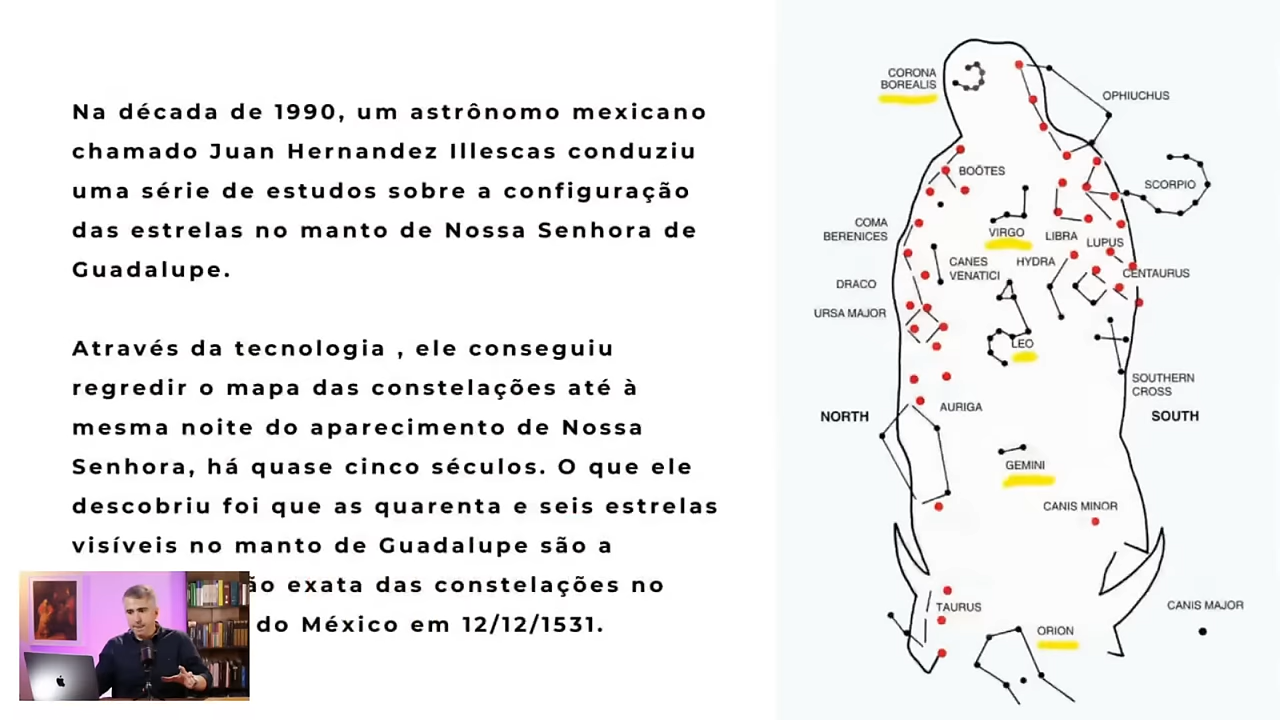 Na década de 1990, um astrônomo mexicano
chamado Juan Hernandez Illescas conduziu
uma série de estudos sobre a configuração
das estrelas no manto de Nossa Senhora de
Guadalupe.
Através da tecnologia , ele conseguiu
regredir o mapa das constelações até à
mesma noite do aparecimento de Nossa
Senhora, há quase cinco séculos. O que ele
descobriu foi que as quarenta e seis estrelas
visíveis no manto de Guadalupe são a
exata das constelações no
do México em 12/12/1531.
CORONA
BOREALIS
OPHIUCHUS
BOÖTES
SCORPIO
COMA
BERENICES
VIRGO
LIBRA
LUPUS
CANES
VENATICI
HYDRA
CENTAURUS
DRACO
URSA MAJOR
LEO
SOUTHERN
CROSS
AURIGA
NORTH
SOUTH
GEMINI
CANIS MINOR
TAURUS
CANIS MAJOR
ORION